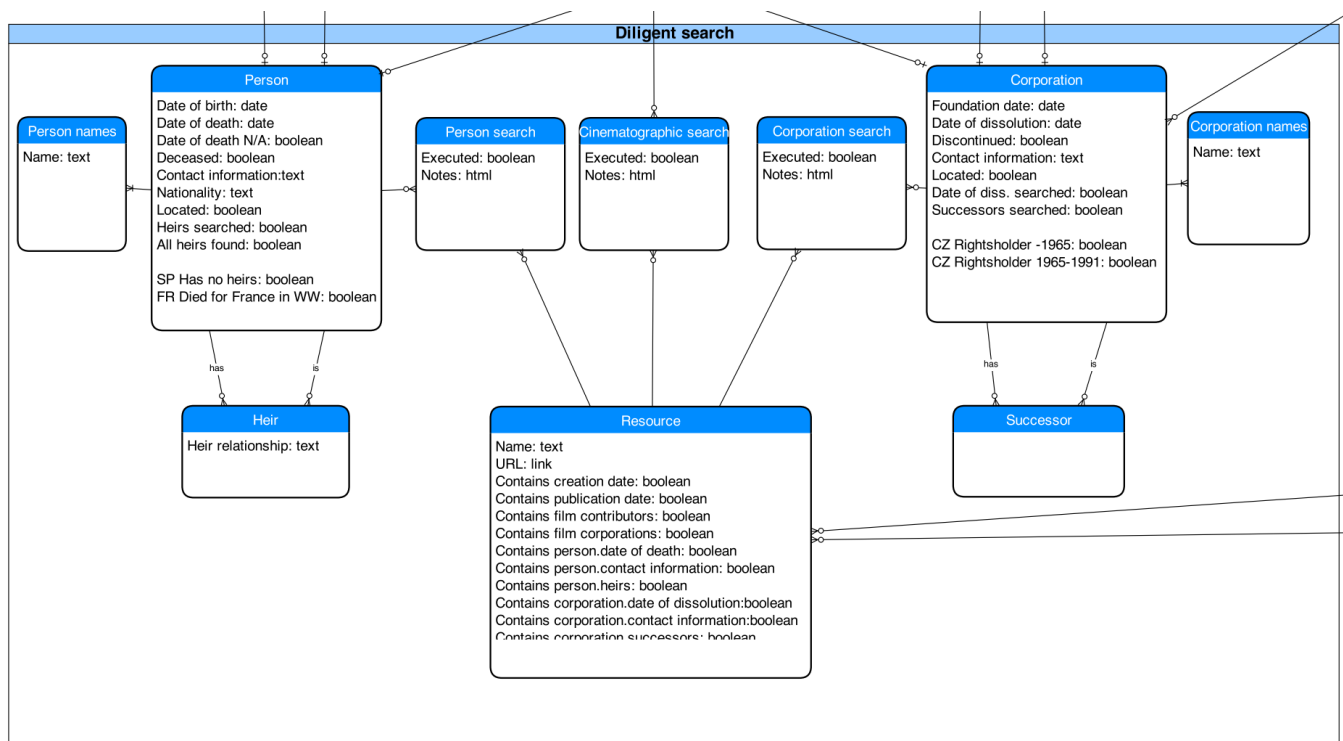 Diligent search
Person
Date of birth: date
Date of death: date
Date of death N/A: boolean
Deceased: boolean
Contact information:text
Nationality: text
Located: boolean
Heirs searched: boolean
All heirs found: boolean
SP Has no heirs: boolean
FR Died for France in WW: boolean
Person names
Name: text
Person search
Executed: boolean
Notes: html
Cinematographic search
Executed: boolean
Notes: html
Corporation search
Executed: boolean
Notes: html
Corporation
Foundation date: date
Date of dissolution: date
Discontinued: boolean
Contact information: text
Located: boolean
Date of diss. searched: boolean
Successors searched: boolean
CZ Rightsholder -1965: boolean
CZ Rightsholder 1965-1991: boolean
Corporation names
Name: text
has
is
has
is
Heir
Heir relationship: text
Resource
Name: text
URL: link
Contains creation date: boolean
Contains publication date: boolean
Contains film contributors: boolean
Contains film corporations: boolean
Contains person.date of death: boolean
Contains person.contact information: boolean
Contains person.heirs: boolean
Contains corporation.date of dissolution:boolean
Contains corporation.contact information:boolean
Contains corporation successors: boolean
Successor